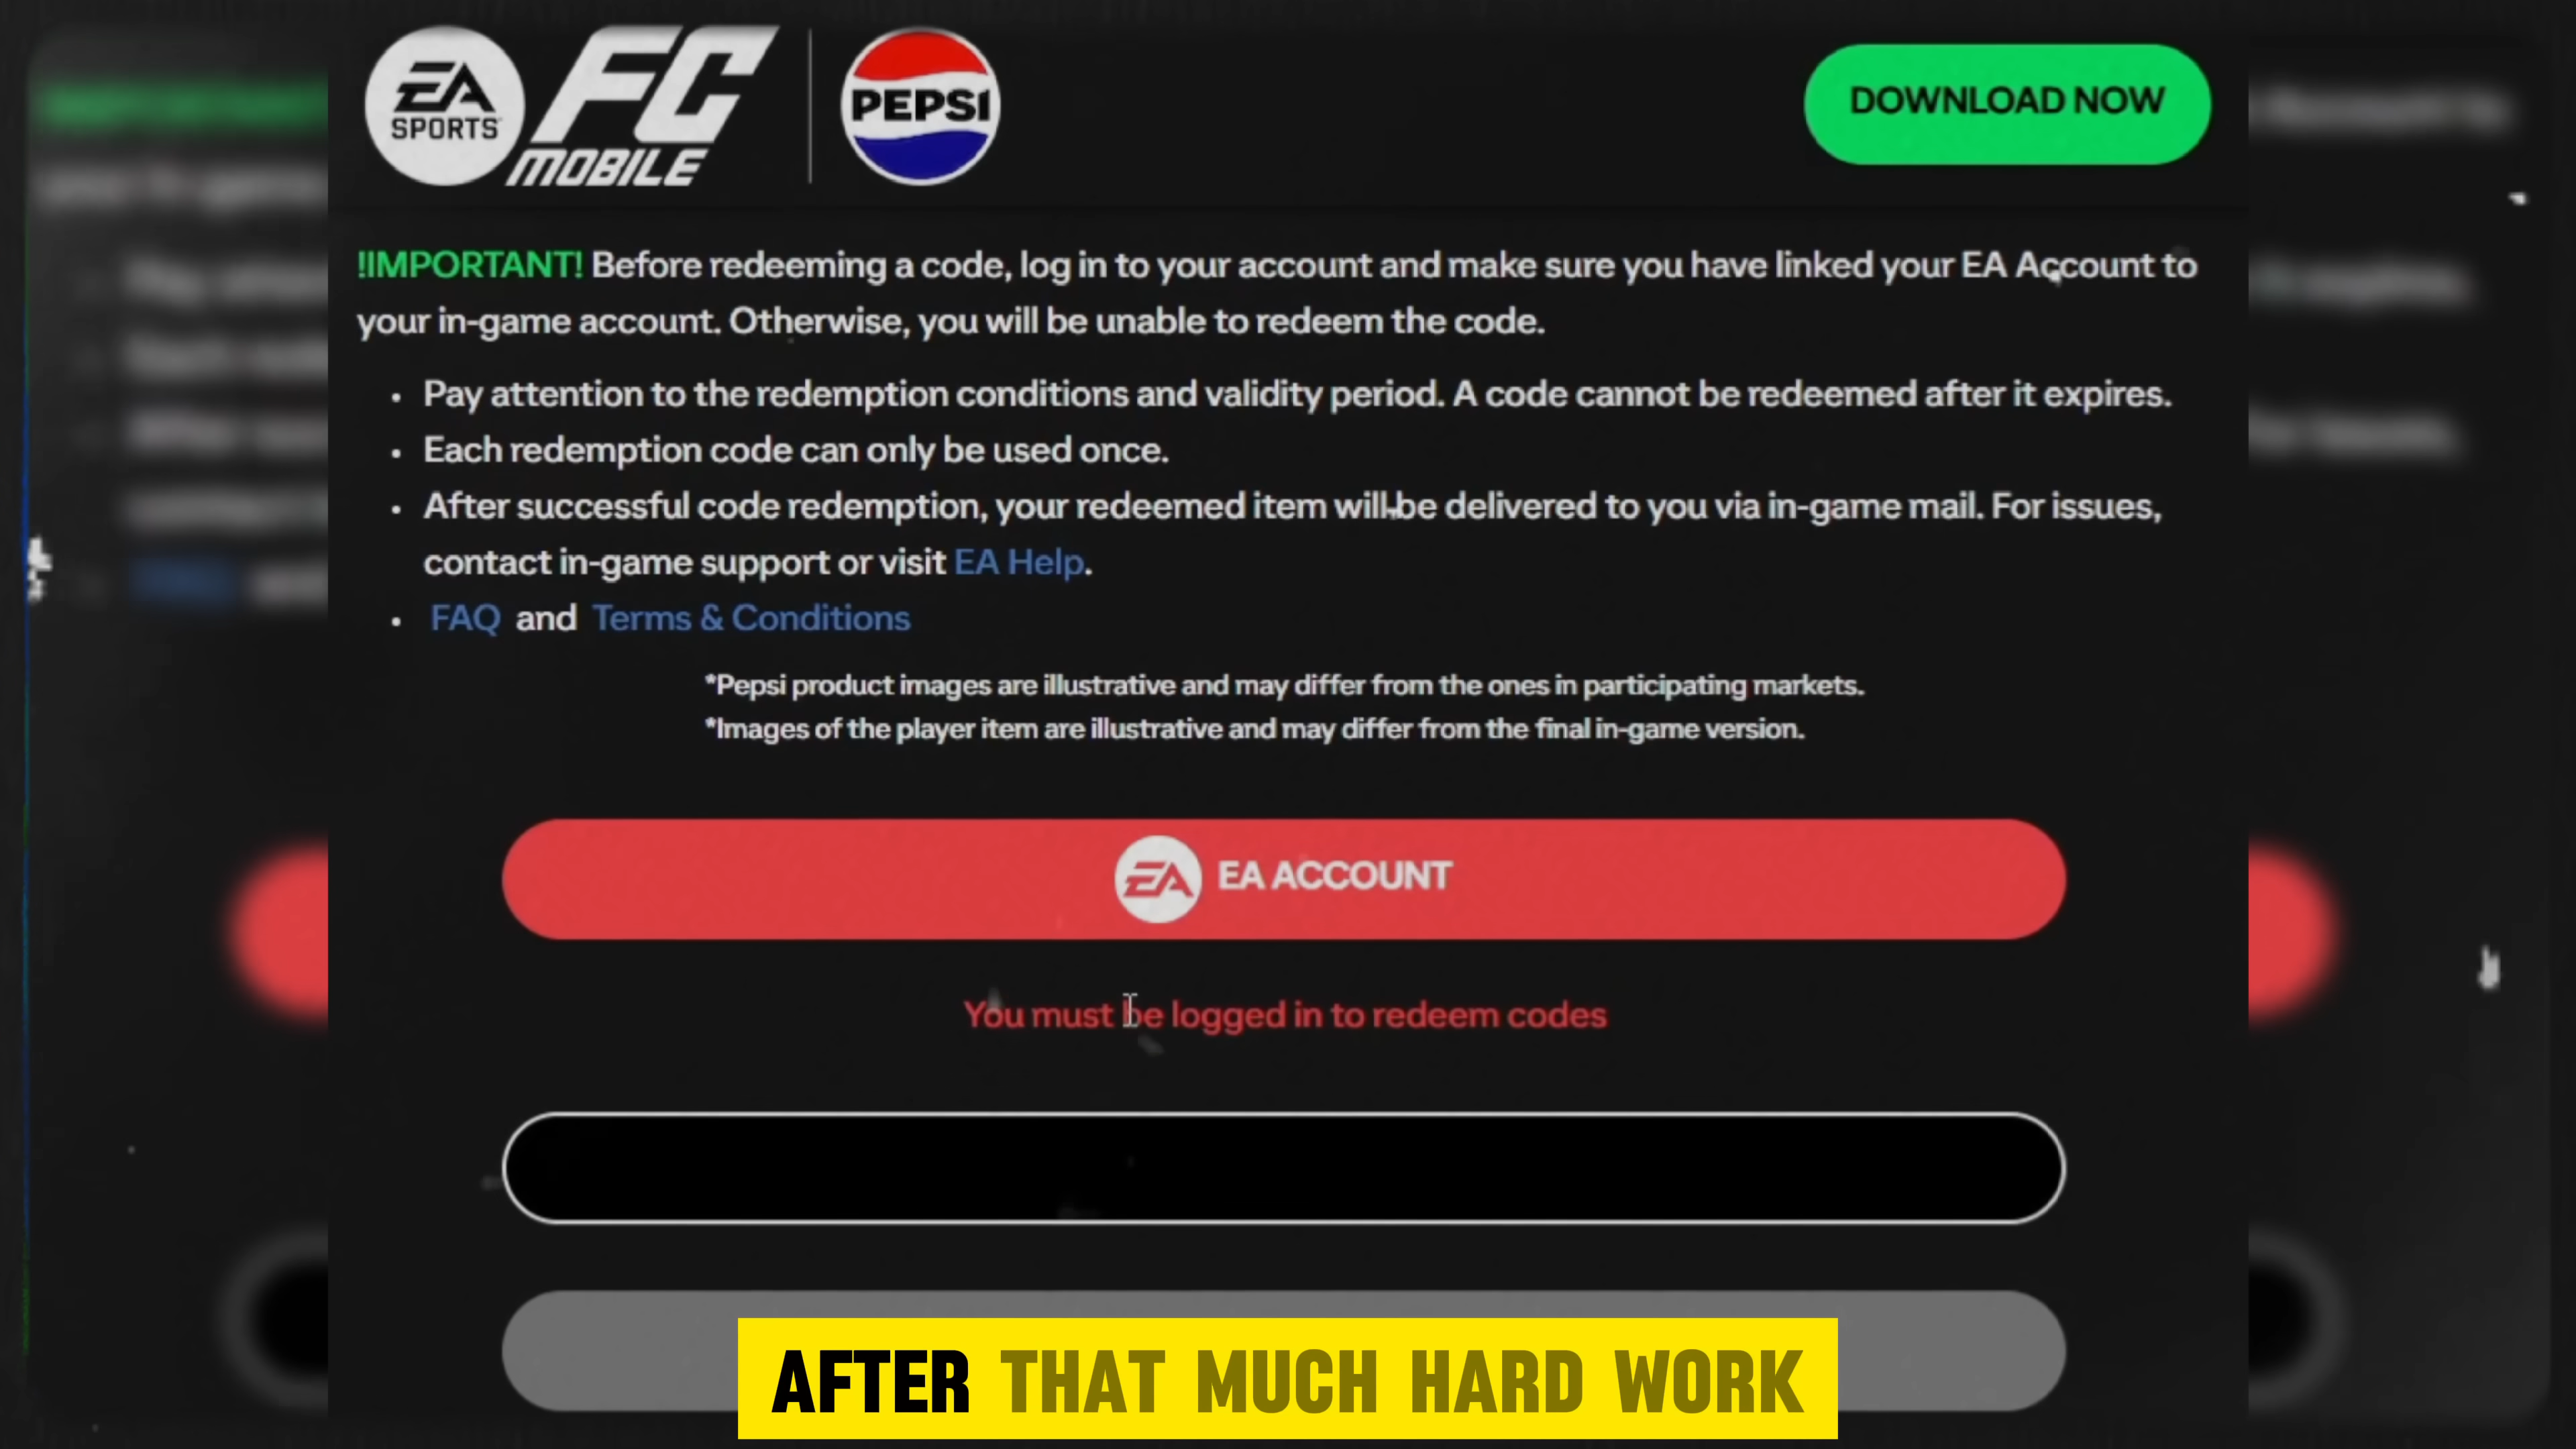 EA SPORTS FC MOBILE PEPSI DOWNLOAD NOW
!IMPORTANT! Before redeeming a code, log in to your account and make sure you have linked your EA Account to
your in-game account. Otherwise, you will be unable to redeem the code.
• Pay attention to the redemption conditions and validity period. A code cannot be redeemed after it expires.
• Each redemption code can only be used once.
• After successful code redemption, your redeemed item will be delivered to you via in-game mail. For issues,
contact in-game support or visit EA Help.
• FAQ and Terms & Conditions
*Pepsi product images are illustrative and may differ from the ones in participating markets.
*Images of the player item are illustrative and may differ from the final in-game version.
EA EA ACCOUNT
You must be logged in to redeem codes
AFTER THAT MUCH HARD WORK